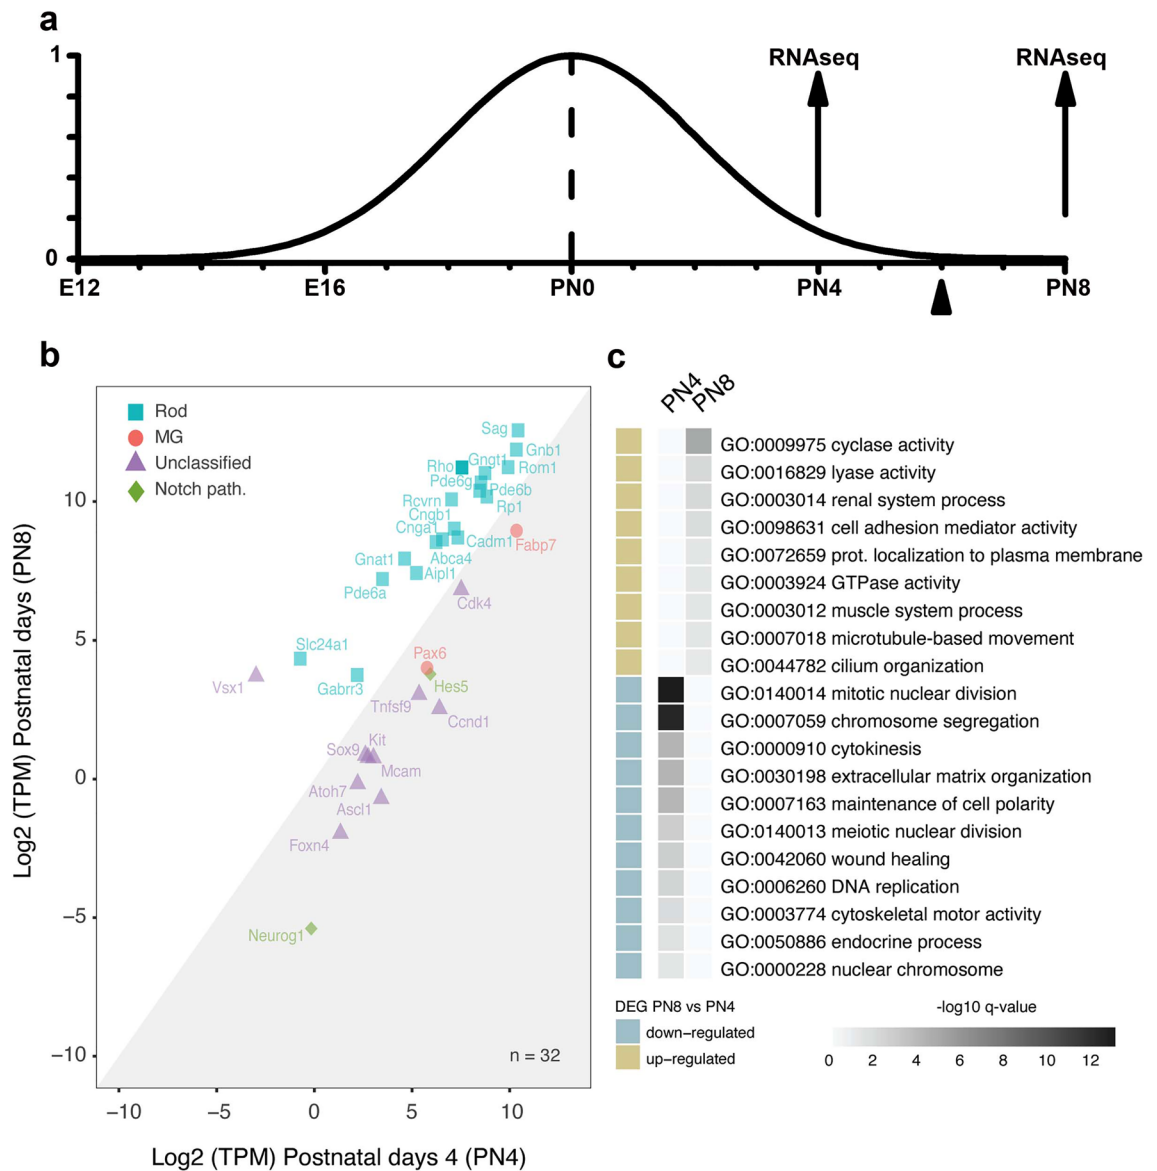 a
1
RNAseq
RNAseq
0
E12
E16
PN0
PN4
PN8
b
Log2 (TPM) Postnatal days (PN8)
Rod
MG
Unclassified
Notch path.
Sag
Gnb1
Rho
Gngt1
Rom1
Pde6g
Pde6b
Rp1
Rcvrn
Cngb1
Cnga1
Cadm1
Fabp7
Gnat1
Abca4
Aipl1
Pde6a
Cdk4
Slc24a1
Pax6
Vsx1
Gabrr3
Hes5
Tnfsf9
Ccnd1
Kit
Sox9
Mcam
Atoh7
Ascl1
Foxn4
Neurog1
n = 32
10
5
0
−5
−10
−10
−5
0
5
10
Log2 (TPM) Postnatal days 4 (PN4)
c
PN4
PN8
GO:0009975 cyclase activity
GO:0016829 lyase activity
GO:0003014 renal system process
GO:0098631 cell adhesion mediator activity
GO:0072659 prot. localization to plasma membrane
GO:0003924 GTPase activity
GO:0003012 muscle system process
GO:0007018 microtubule-based movement
GO:0044782 cilium organization
GO:0140014 mitotic nuclear division
GO:0007059 chromosome segregation
GO:0000910 cytokinesis
GO:0030198 extracellular matrix organization
GO:0007163 maintenance of cell polarity
GO:0140013 meiotic nuclear division
GO:0042060 wound healing
GO:0006260 DNA replication
GO:0003774 cytoskeletal motor activity
GO:0050886 endocrine process
GO:0000228 nuclear chromosome
DEG PN8 vs PN4
down−regulated
up−regulated
-log10 q-value
0 2 4 6 8 10 12